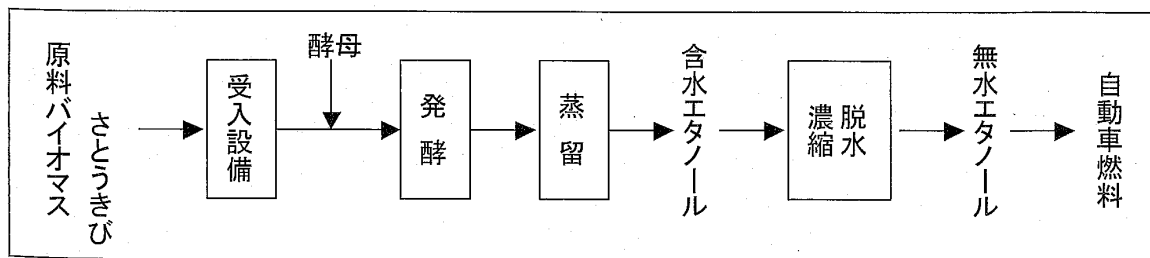 原料バイオマス
さとうきび
受入設備
酵母
発酵
蒸留
含水エタノール
脱水
濃縮
無水エタノール
自動車燃料